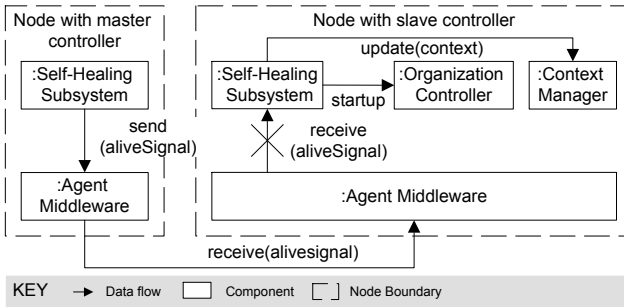 Node with master
controller
:Self-Healing
Subsystem
send
(aliveSignal)
:Agent
Middleware
Node with slave controller
update(context)
:Self-Healing
Subsystem
startup
:Organization
Controller
:Context
Manager
receive
(aliveSignal)
:Agent Middleware
receive(alivesignal)
KEY
Data flow
Component
Node Boundary